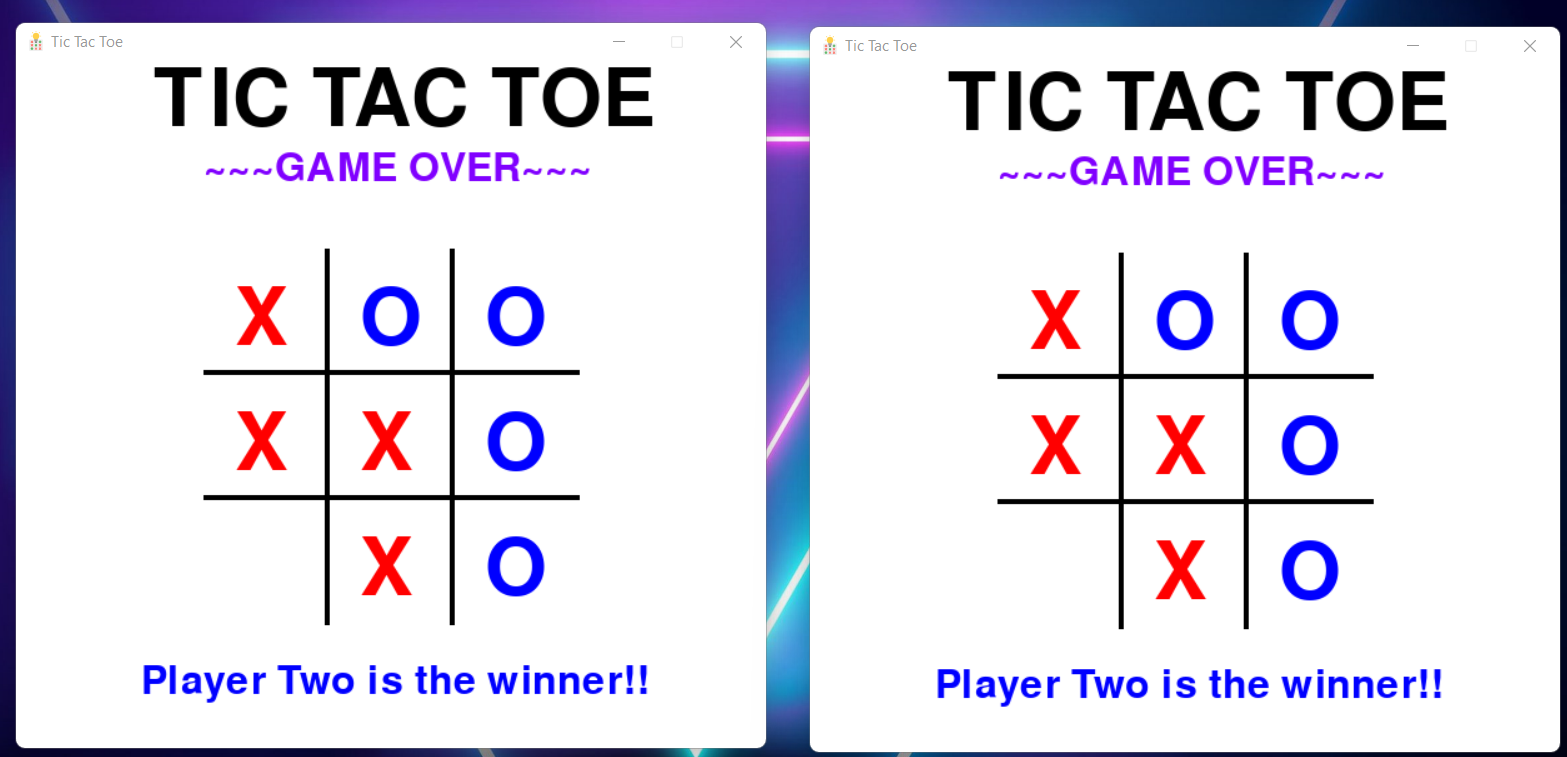 Tic Tac Toe
TIC TAC TOE
~~~GAME OVER~~~
X O O
X X O
X O
Player Two is the winner!!
Tic Tac Toe
TIC TAC TOE
~~~GAME OVER~~~
X O O
X X O
X O
Player Two is the winner!!